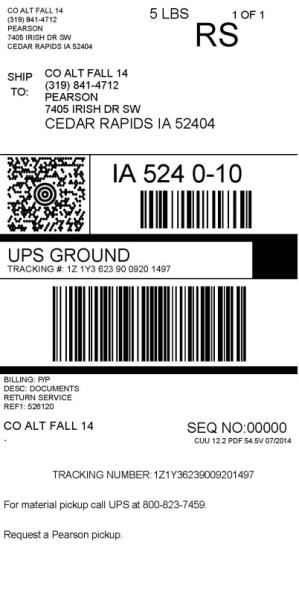 CO ALT FALL 14
(319) 841-4712
PEARSON
7405 IRISH DR SW
CEDAR RAPIDS IA 52404
5 LBS 1 OF 1
RS
SHIP TO:
CO ALT FALL 14
(319) 841-4712
PEARSON
7405 IRISH DR SW
CEDAR RAPIDS IA 52404
IA 524 0-10
UPS GROUND
TRACKING #: 1Z 1Y3 623 90 0920 1497
BILLING: P/P
DESC: DOCUMENTS
RETURN SERVICE
REF1: 526120
CO ALT FALL 14
SEQ NO:00000
CUU 12.2 PDF 54.5V 07/2014
TRACKING NUMBER: 1Z1Y36239009201497
For material pickup call UPS at 800-823-7459.
Request a Pearson pickup.